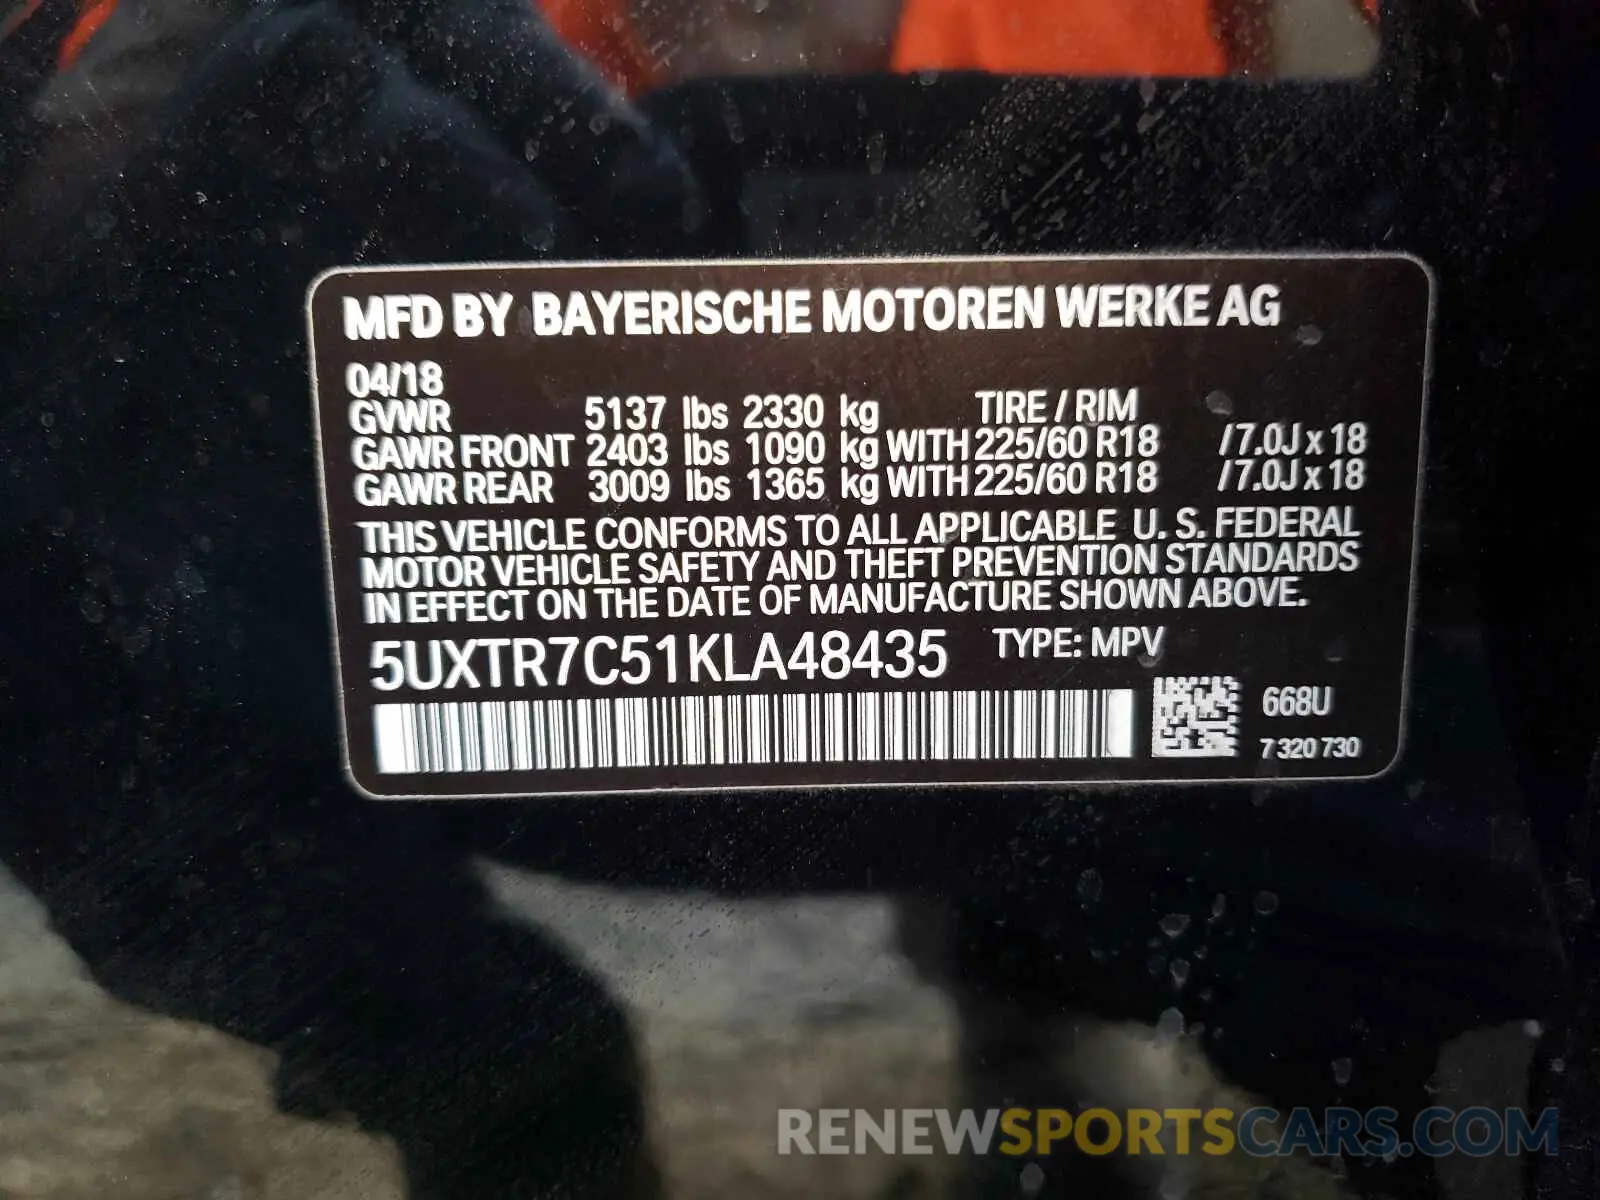 MFD BY BAYERISCHE MOTOREN WERKE AG
04/18
GVWR 5137 lbs 2330 kg TIRE / RIM
GAWR FRONT 2403 lbs 1090 kg WITH 225/60 R18 /7.0J x 18
GAWR REAR 3009 lbs 1365 kg WITH 225/60 R18 /7.0J x 18
THIS VEHICLE CONFORMS TO ALL APPLICABLE U. S. FEDERAL
MOTOR VEHICLE SAFETY AND THEFT PREVENTION STANDARDS
IN EFFECT ON THE DATE OF MANUFACTURE SHOWN ABOVE.
5UXTR7C51KLA48435 TYPE: MPV
668U
7 320 730
RENEWSPORTSCARS.COM